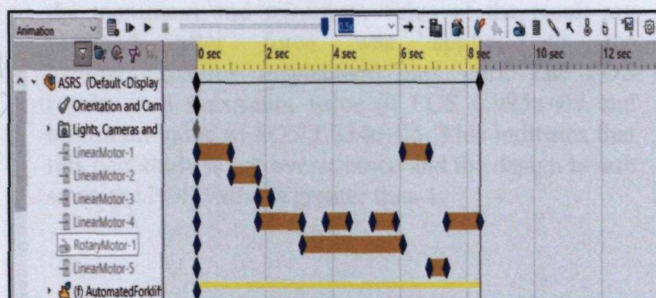 Animation
0 sec 2 sec 4 sec 6 sec 8 sec 10 sec 12 sec
ASRS (Default<Display
Orientation and Cam
Lights, Cameras and
LinearMotor-1
LinearMotor-2
LinearMotor-3
LinearMotor-4
RotaryMotor-1
LinearMotor-5
(f) AutomatedForklift